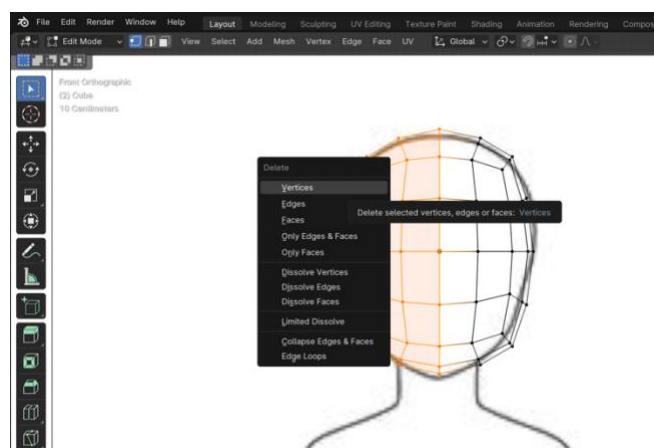 File Edit Render Window Help Layout Modeling Sculpting UV Editing Texture Paint Shading Animation Rendering Compos
Edit Mode View Select Add Mesh Vertex Edge Face UV Global
Front Orthographic
(2) Cube
10 Centimeters
Delete
Vertices
Edges
Delete selected vertices, edges or faces: Vertices
Faces
Only Edges & Faces
Only Faces
Dissolve Vertices
Dissolve Edges
Dissolve Faces
Limited Dissolve
Collapse Edges & Faces
Edge Loops